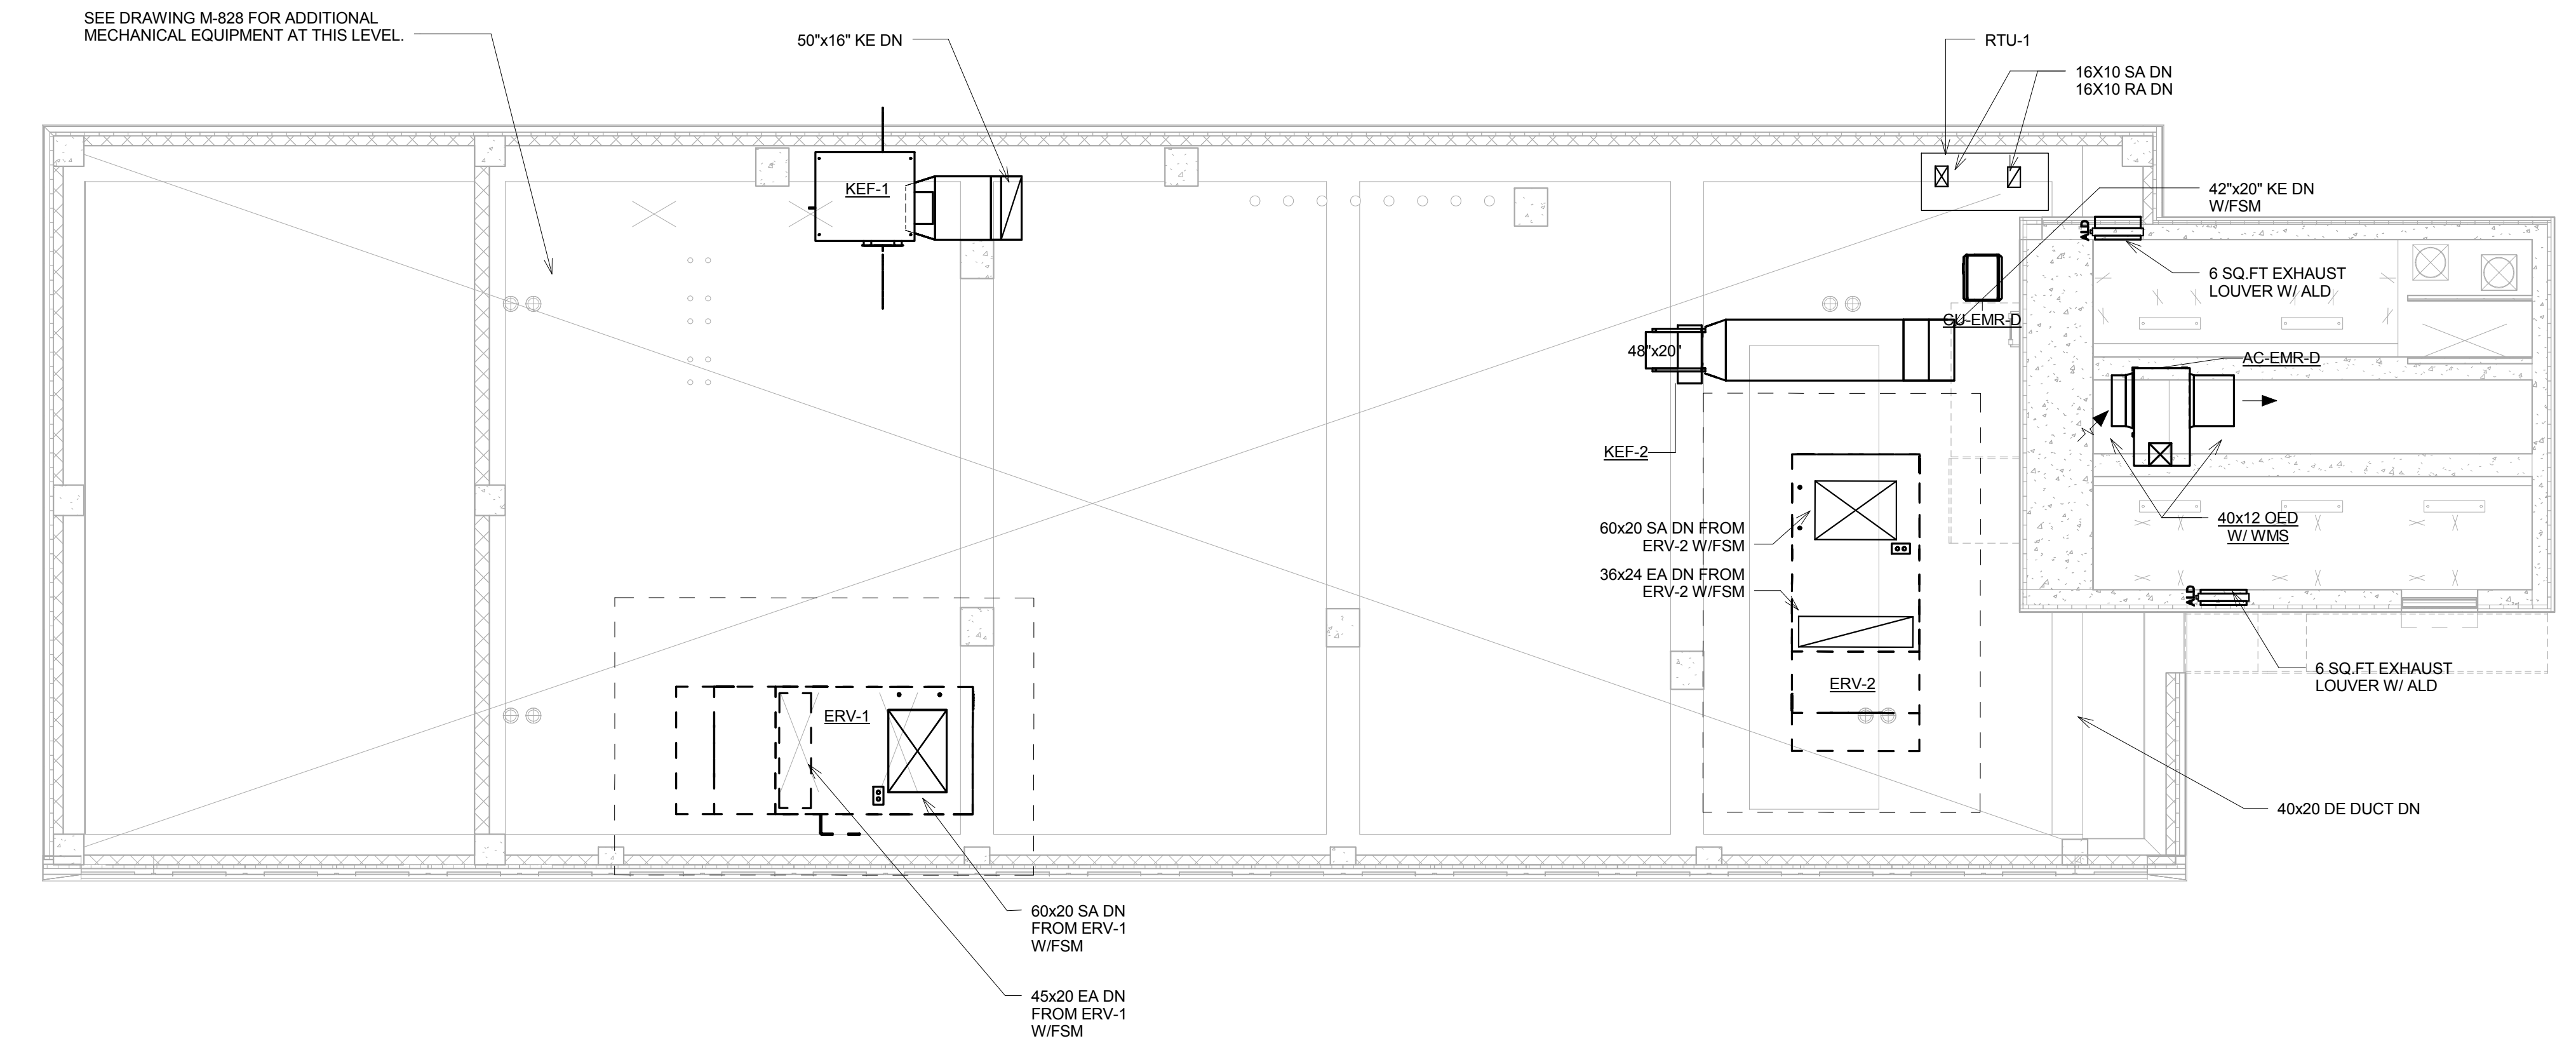 SEE DRAWING M-828 FOR ADDITIONAL
MECHANICAL EQUIPMENT AT THIS LEVEL.
50"x16" KE DN
RTU-1
16X10 SA DN
16X10 RA DN
KEF-1
42"x20" KE DN
W/FSM
ALD
6 SQ.FT EXHAUST
LOUVER W/ ALD
CU-EMR-D
48"x20"
AC-EMR-D
KEF-2
60x20 SA DN FROM
ERV-2 W/FSM
40x12 OED
W/ WMS
36x24 EA DN FROM
ERV-2 W/FSM
ALD
6 SQ.FT EXHAUST
LOUVER W/ ALD
ERV-2
ERV-1
40x20 DE DUCT DN
60x20 SA DN
FROM ERV-1
W/FSM
45x20 EA DN
FROM ERV-1
W/FSM